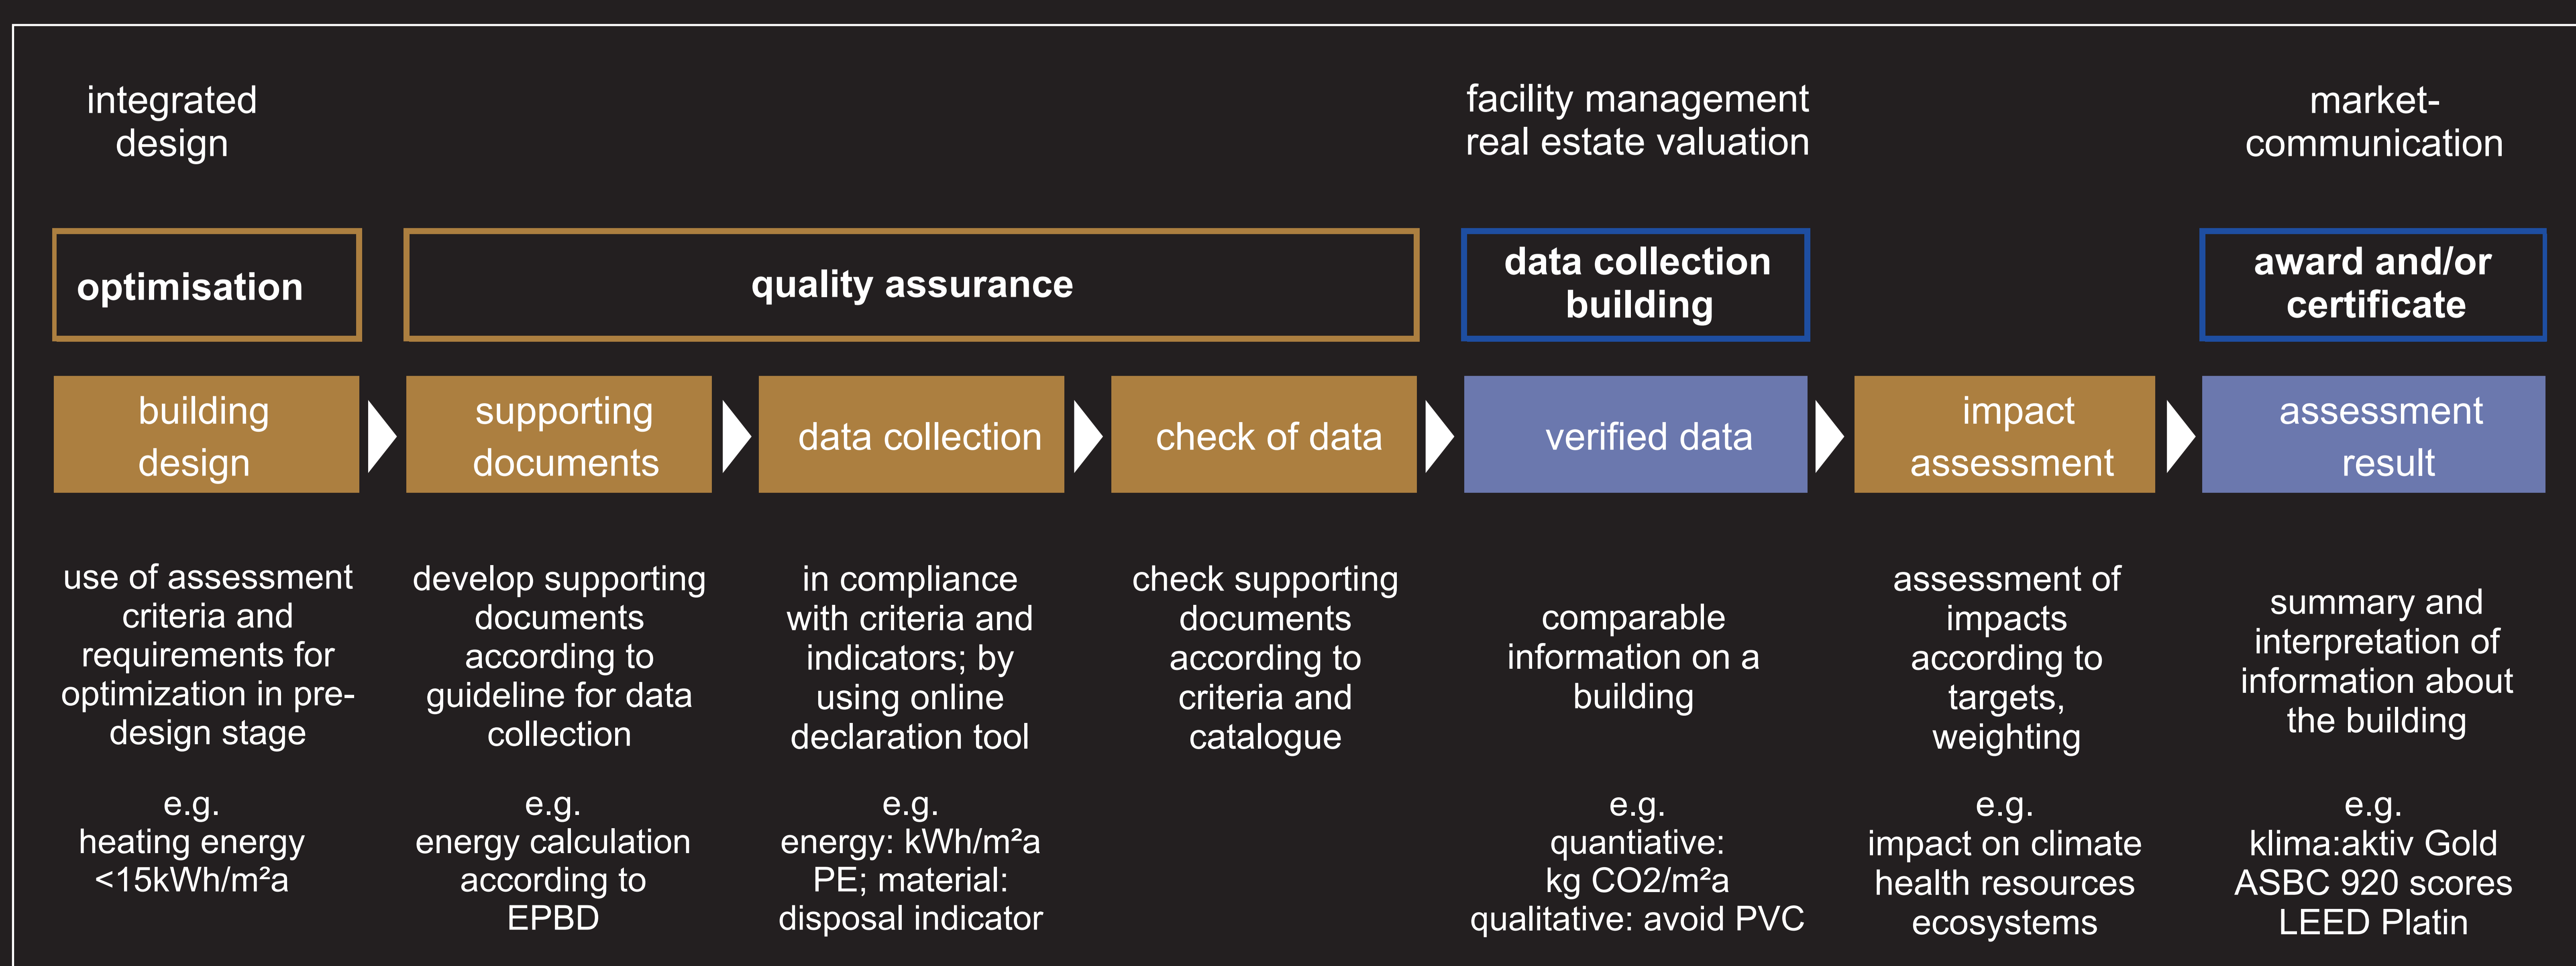 integrated
design
facility management
real estate valuation
market-
communication
optimisation
quality assurance
data collection
building
award and/or
certificate
building
design
supporting
documents
data collection
check of data
verified data
impact
assessment
assessment
result
use of assessment
criteria and
requirements for
optimization in pre-
design stage
e.g.
heating energy
<15kWh/m²a
develop supporting
documents
according to
guideline for data
collection
e.g.
energy calculation
according to
EPBD
in compliance
with criteria and
indicators; by
using online
declaration tool
e.g.
energy: kWh/m²a
PE; material:
disposal indicator
check supporting
documents
according to
criteria and
catalogue
comparable
information on a
building
e.g.
quantiative:
kg CO2/m²a
qualitative: avoid PVC
assessment of
impacts
according to
targets,
weighting
e.g.
impact on climate
health resources
ecosystems
summary and
interpretation of
information about
the building
e.g.
klima:aktiv Gold
ASBC 920 scores
LEED Platin